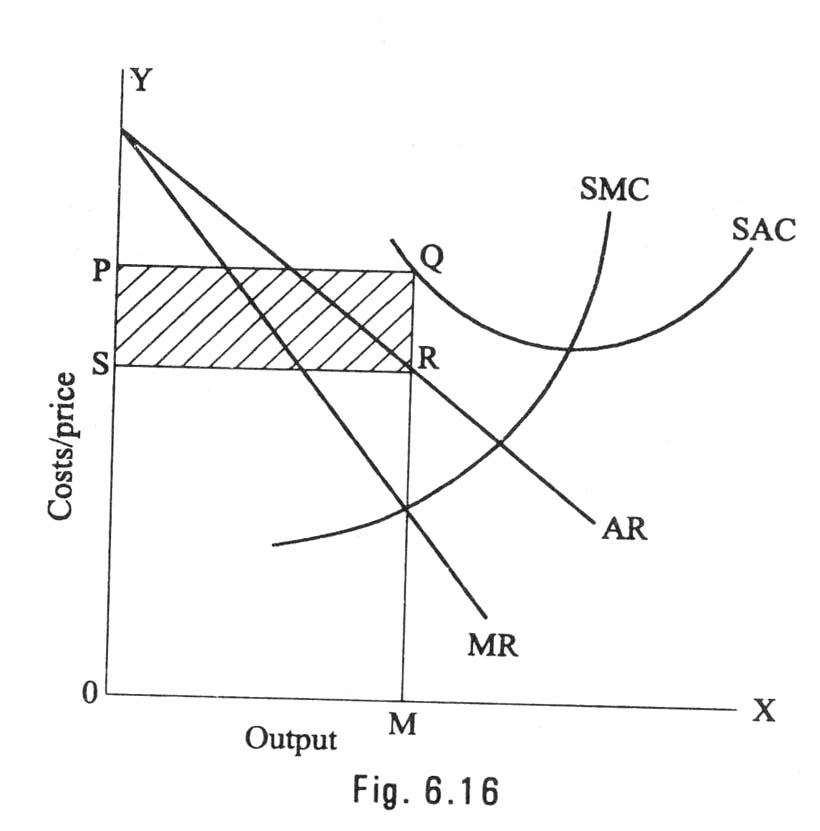 Y
SMC
SAC
P
Q
S
R
Costs/price
AR
MR
0
X
M
Output
Fig. 6.16